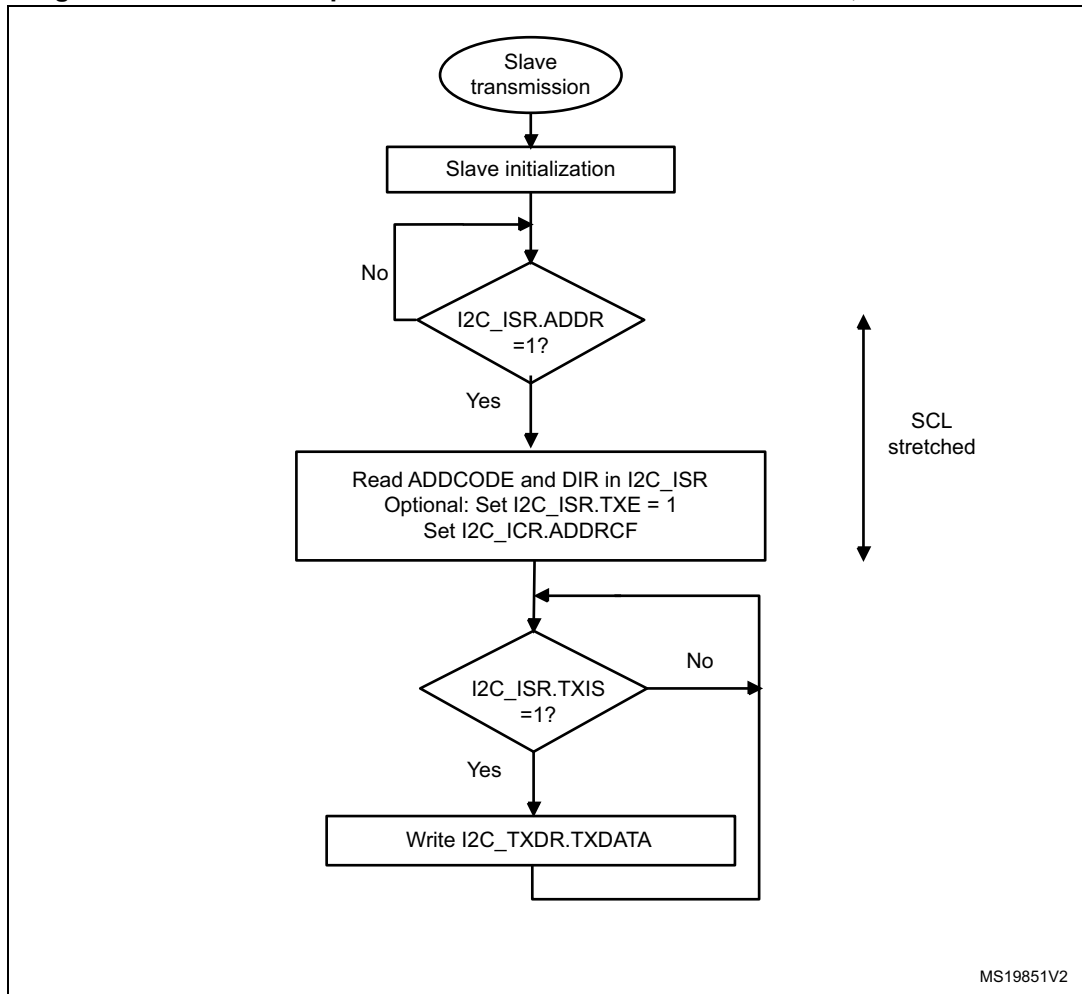 Slave
transmission
Slave initialization
No
I2C_ISR.ADDR
=1?
Yes
SCL
stretched
Read ADDCODE and DIR in I2C_ISR
Optional: Set I2C_ISR.TXE = 1
Set I2C_ICR.ADDRCF
No
I2C_ISR.TXIS
=1?
Yes
Write I2C_TXDR.TXDATA
MS19851V2